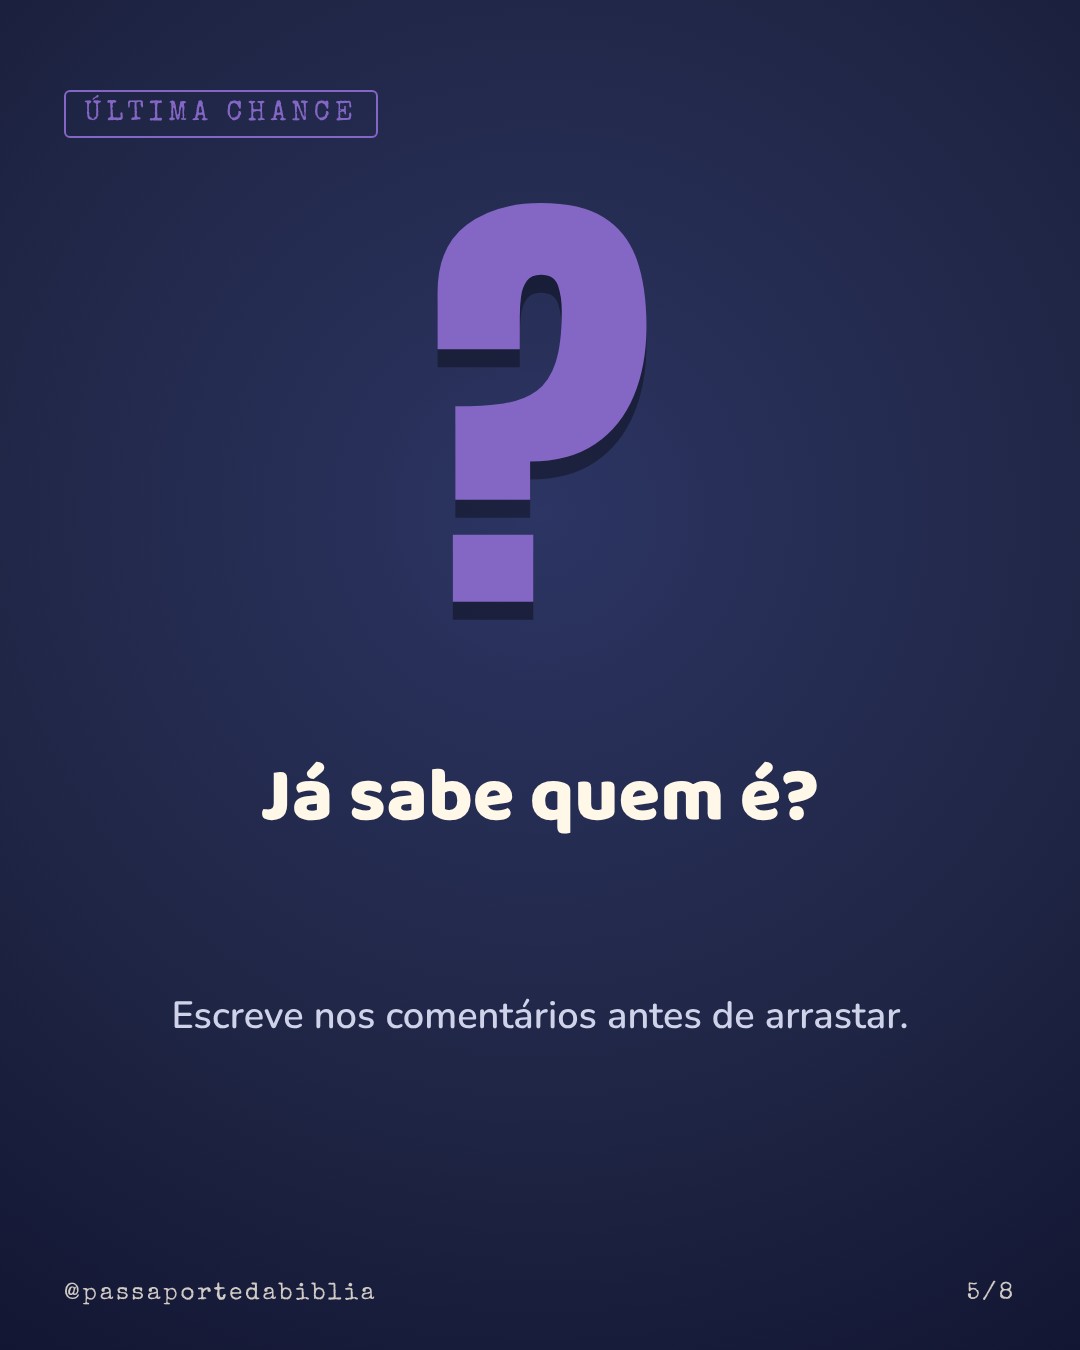 ÚLTIMA CHANCE
?
Já sabe quem é?
Escreve nos comentários antes de arrastar.
@passaportedabiblia
5/8